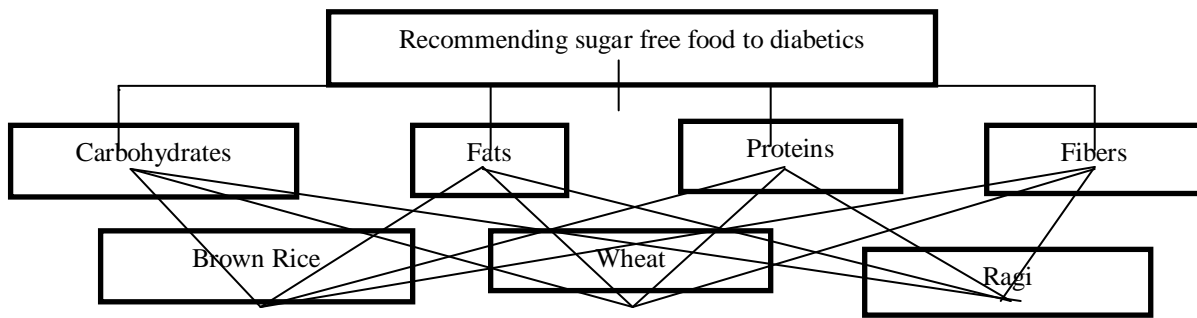 Recommending sugar free food to diabetics
Carbohydrates
Fats
Proteins
Fibers
Brown Rice
Wheat
Ragi